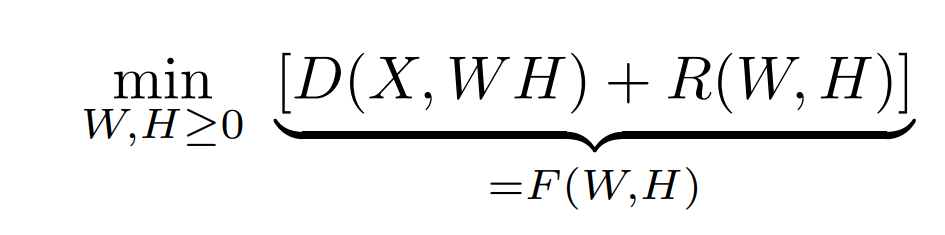 min [D(X, WH) + R(W, H)]
W,H≥0
=F(W,H)